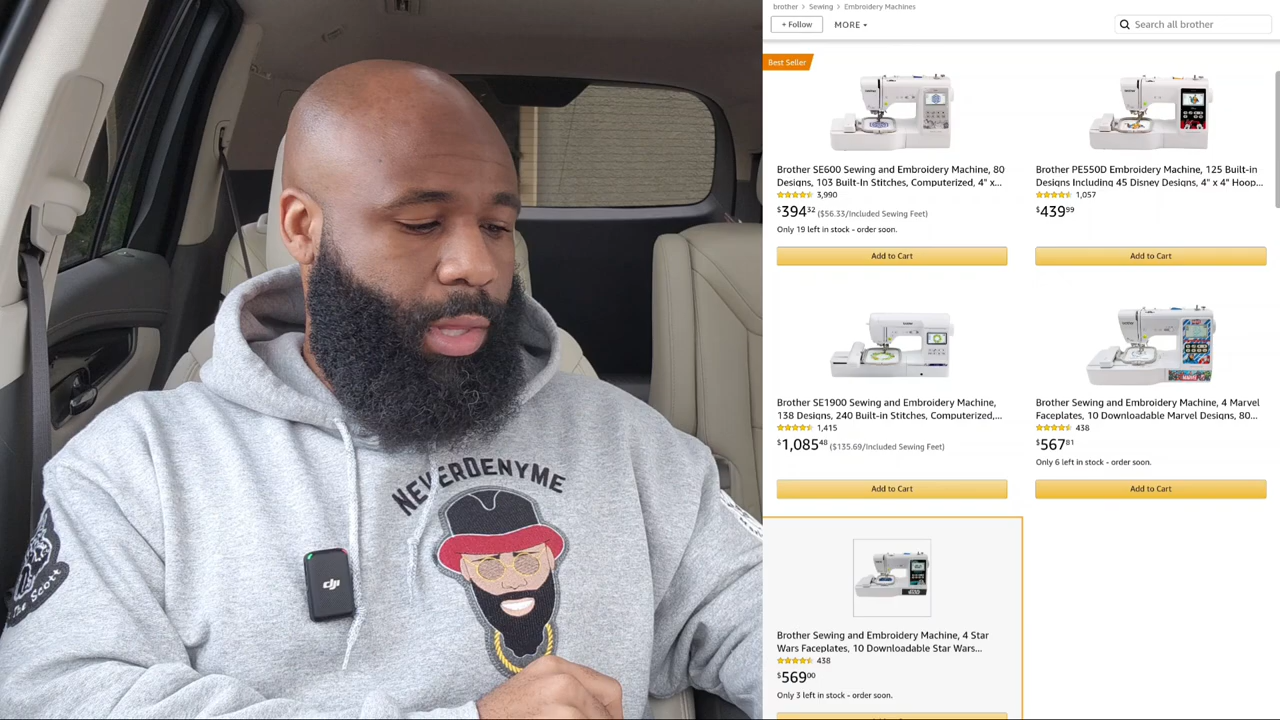 NEVERDENYME
The Scott
dji
brother › Sewing › Embroidery Machines
+ Follow
MORE
Search all brother
Best Seller
Brother SE600 Sewing and Embroidery Machine, 80
Designs, 103 Built-In Stitches, Computerized, 4" x...
3,990
$394 32 ($56.33/Included Sewing Feet)
Only 19 left in stock - order soon.
Add to Cart
Brother PE550D Embroidery Machine, 125 Built-in
Designs Including 45 Disney Designs, 4" x 4" Hoop...
1,057
$439 99
Add to Cart
Brother SE1900 Sewing and Embroidery Machine,
138 Designs, 240 Built-in Stitches, Computerized,...
1,415
$1,085 48 ($135.69/Included Sewing Feet)
Add to Cart
MARVEL
Brother Sewing and Embroidery Machine, 4 Marvel
Faceplates, 10 Downloadable Marvel Designs, 80...
438
$567 81
Only 6 left in stock - order soon.
Add to Cart
Brother Sewing and Embroidery Machine, 4 Star
Wars Faceplates, 10 Downloadable Star Wars...
438
$569 00
Only 3 left in stock - order soon.